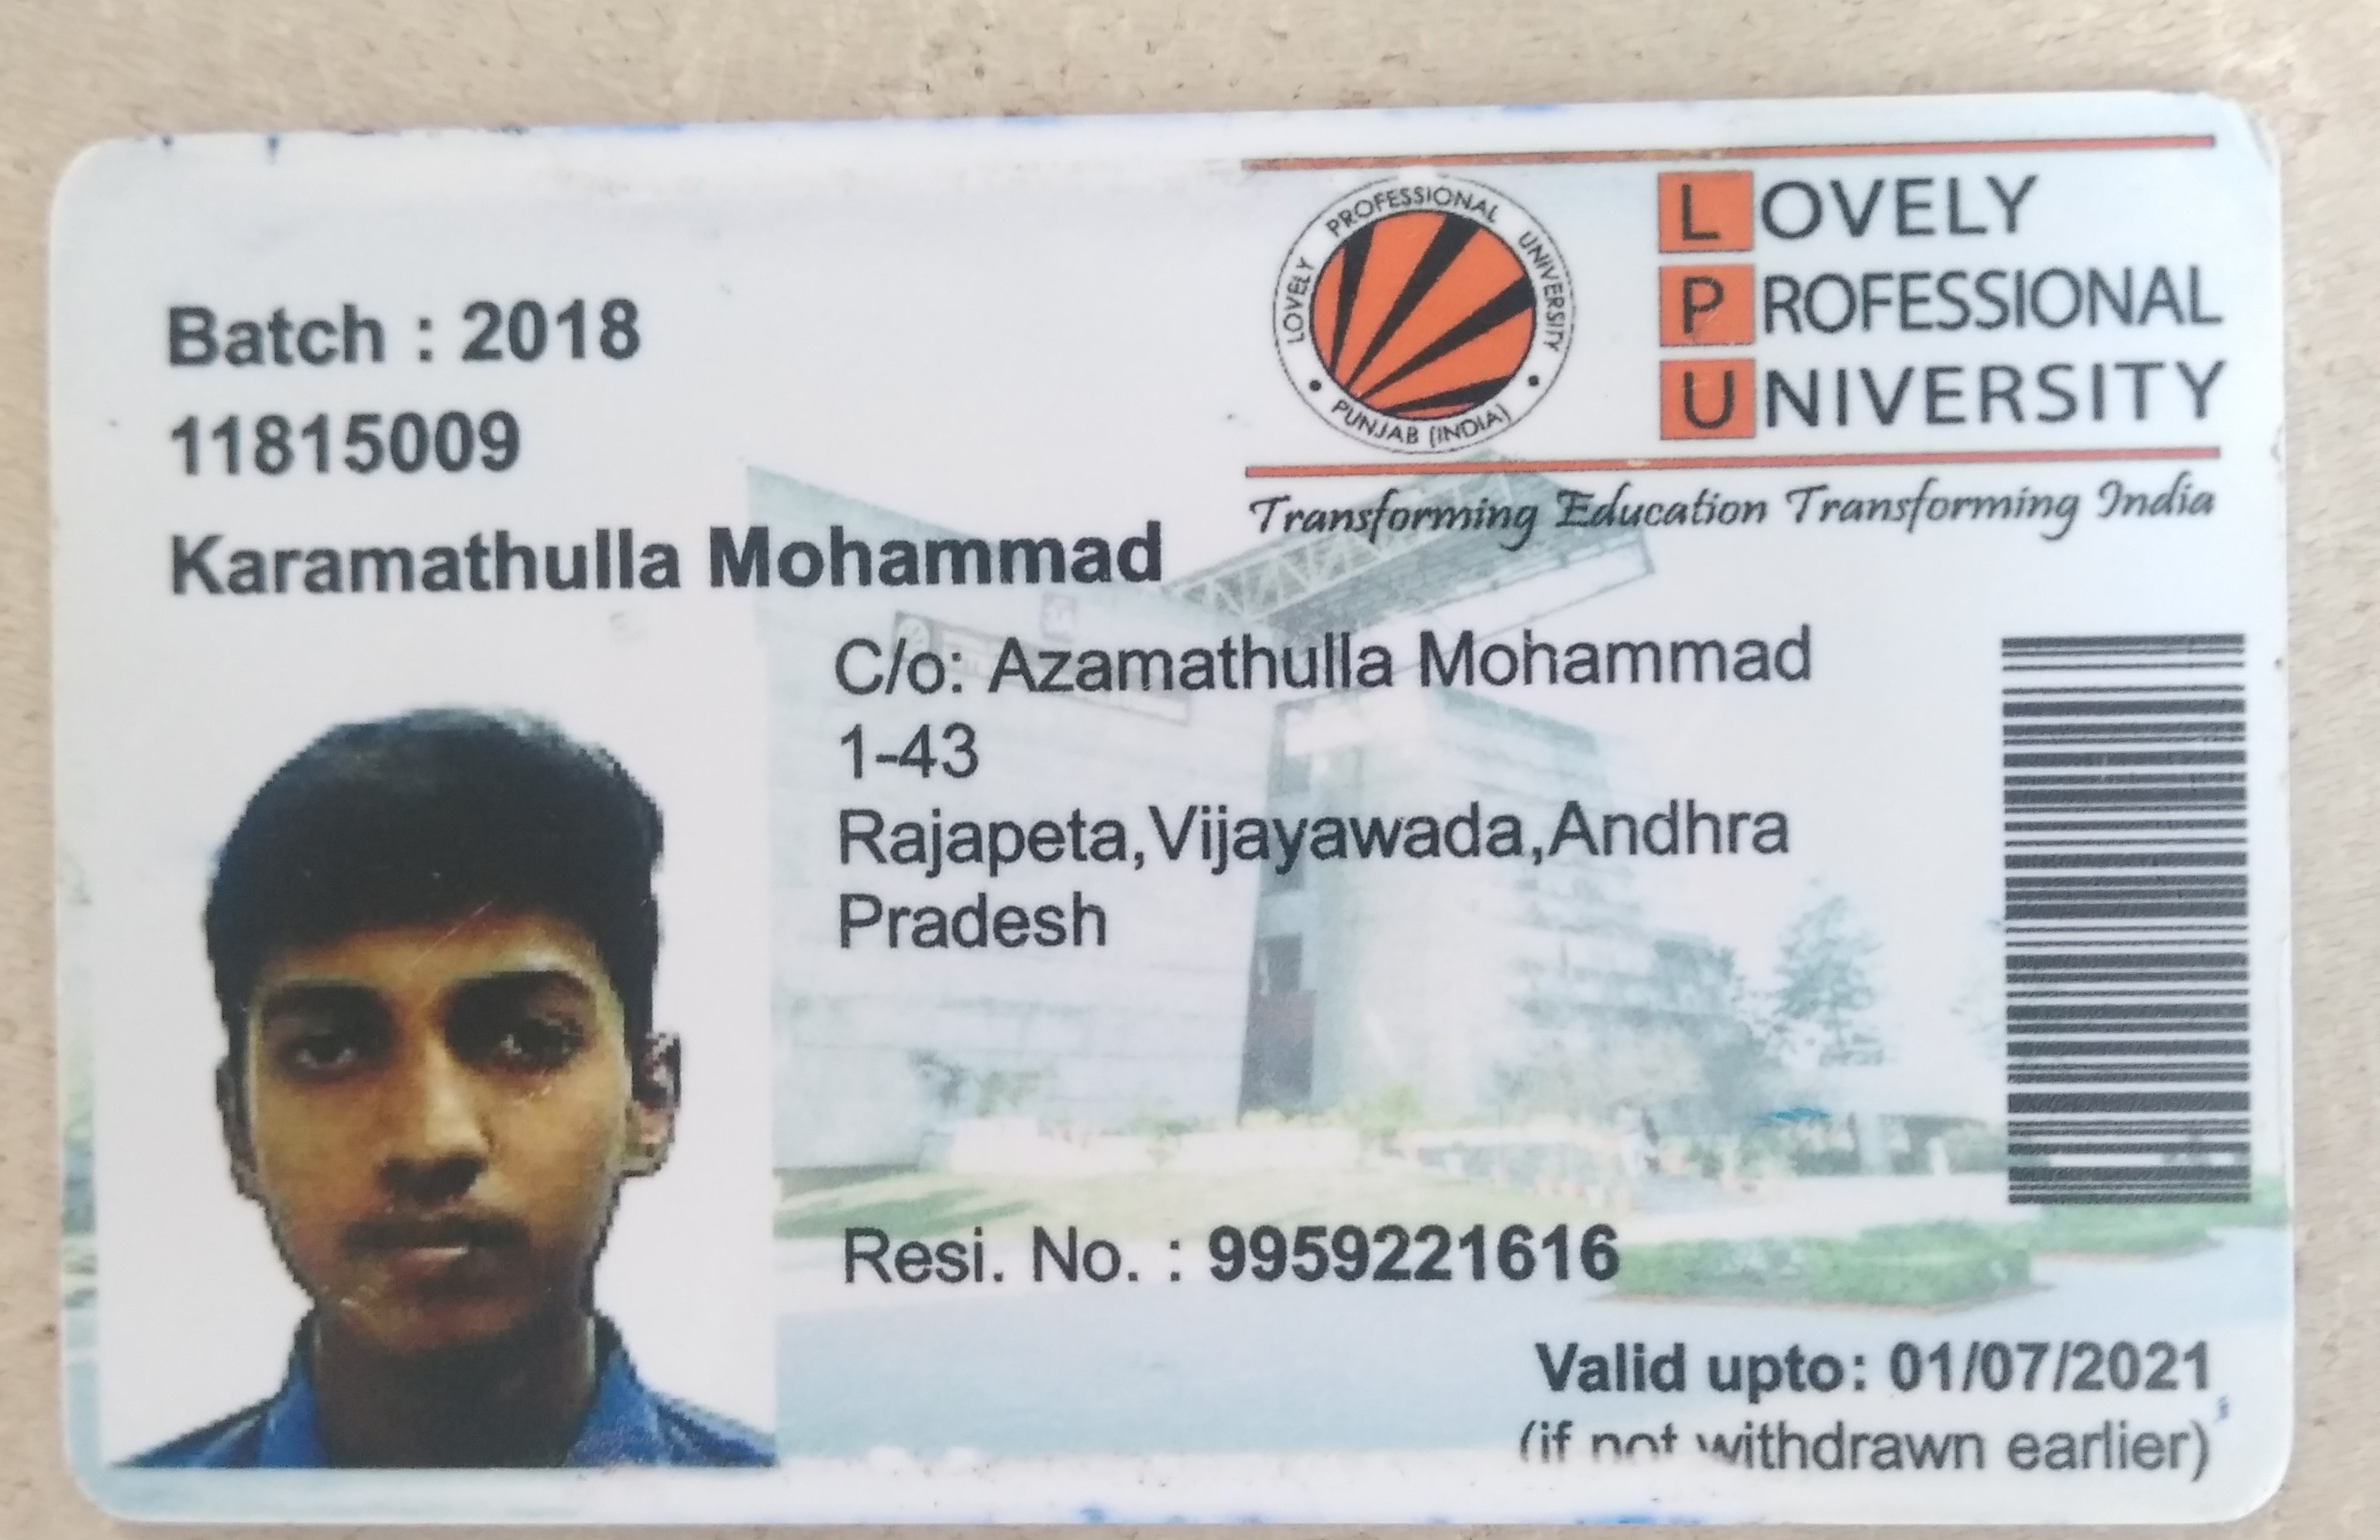 LOVELY PROFESSIONAL UNIVERSITY
PUNJAB (INDIA)
LOVELY
PROFESSIONAL
UNIVERSITY
Transforming Education Transforming India
Batch : 2018
11815009
Karamathulla Mohammad
C/o: Azamathulla Mohammad
1-43
Rajapeta,Vijayawada,Andhra
Pradesh
Resi. No. : 9959221616
Valid upto: 01/07/2021
(if not withdrawn earlier)